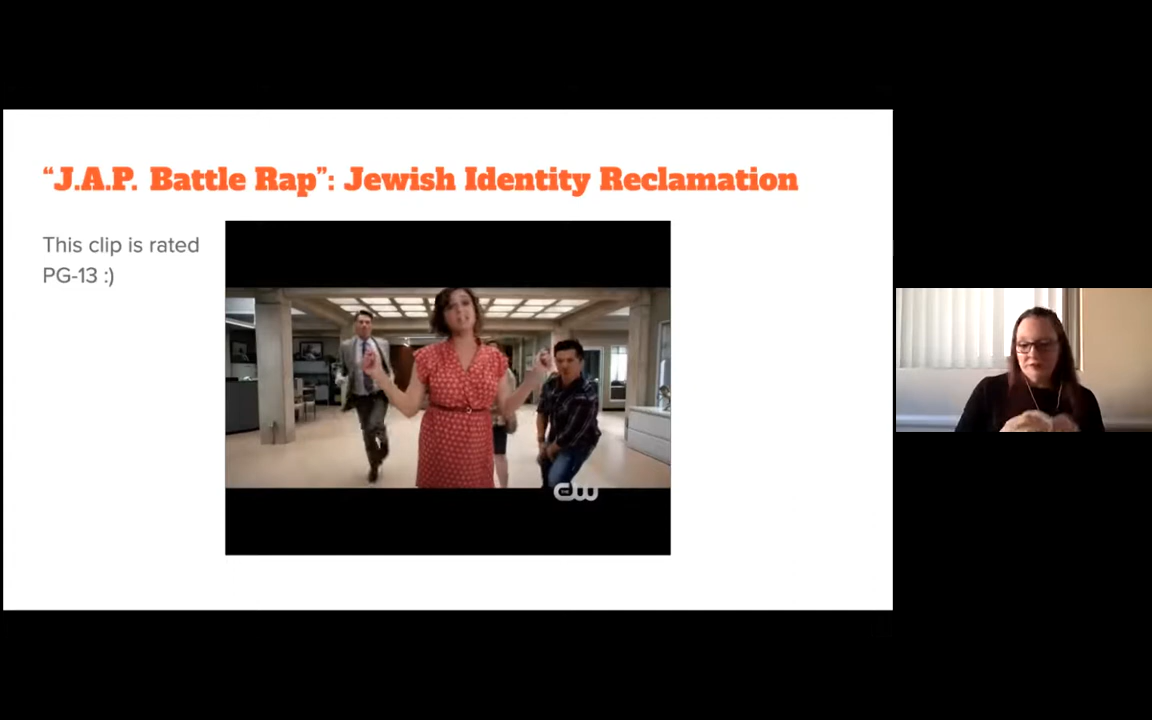 “J.A.P. Battle Rap”: Jewish Identity Reclamation
This clip is rated
PG-13 :)
CW